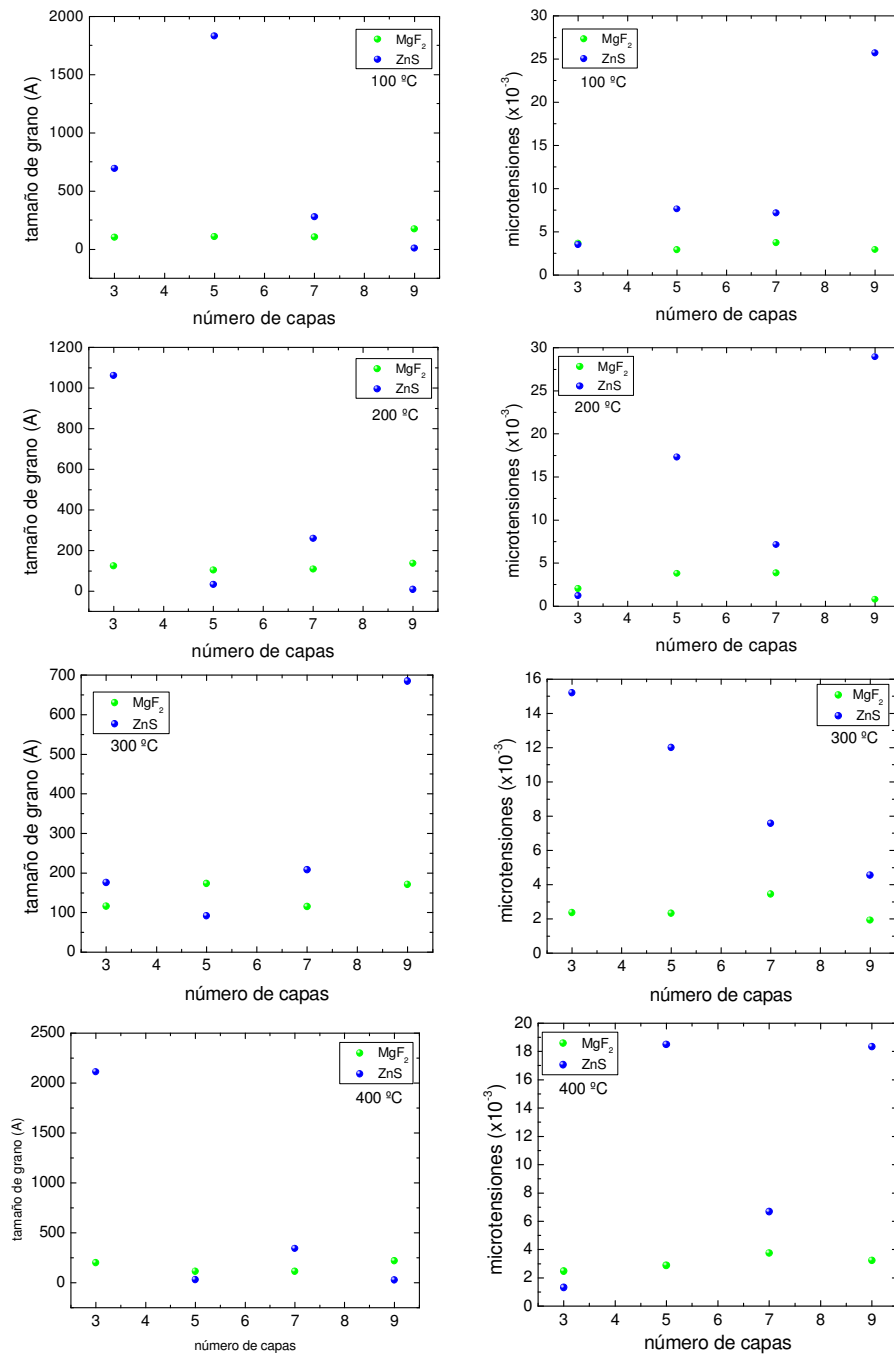 2000
1500
1000
500
0
tamaño de grano (A)
MgF₂
ZnS
100 ºC
3 4 5 6 7 8 9
número de capas
30
25
20
15
10
5
0
microtensiones (x10⁻³)
MgF₂
ZnS
100 ºC
3 4 5 6 7 8 9
número de capas
1200
1000
800
600
400
200
0
tamaño de grano (A)
MgF₂
ZnS
200 ºC
3 4 5 6 7 8 9
número de capas
30
25
20
15
10
5
0
microtensiones (x10⁻³)
MgF₂
ZnS
200 ºC
3 4 5 6 7 8 9
número de capas
700
600
500
400
300
200
100
0
tamaño de grano (A)
MgF₂
ZnS
300 ºC
3 4 5 6 7 8 9
número de capas
16
14
12
10
8
6
4
2
0
microtensiones (x10⁻³)
MgF₂
ZnS
300 ºC
3 4 5 6 7 8 9
número de capas
2500
2000
1500
1000
500
0
tamaño de grano (A)
MgF₂
ZnS
400 ºC
3 4 5 6 7 8 9
número de capas
20
18
16
14
12
10
8
6
4
2
0
microtensiones (x10⁻³)
MgF₂
ZnS
400 ºC
3 4 5 6 7 8 9
número de capas